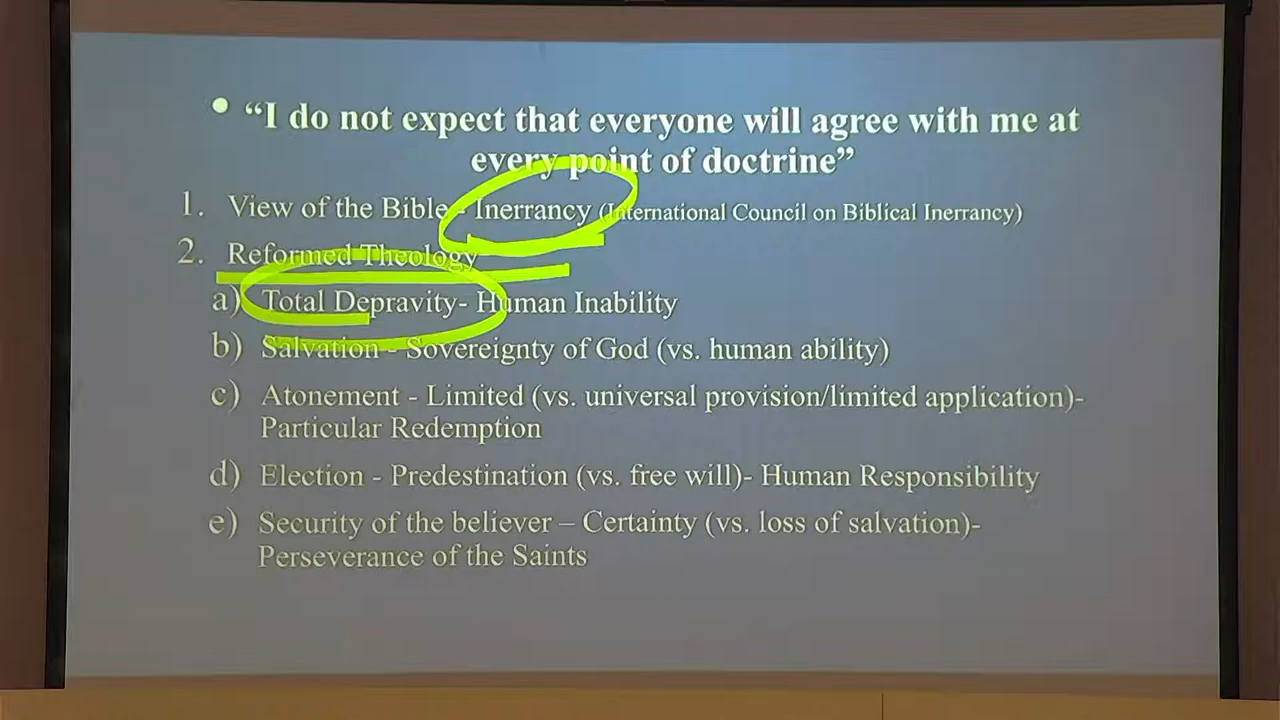 • “I do not expect that everyone will agree with me at
every point of doctrine”
1. View of the Bible - Inerrancy (International Council on Biblical Inerrancy)
2. Reformed Theology
a) Total Depravity- Human Inability
b) Salvation - Sovereignty of God (vs. human ability)
c) Atonement - Limited (vs. universal provision/limited application)-
Particular Redemption
d) Election - Predestination (vs. free will)- Human Responsibility
e) Security of the believer – Certainty (vs. loss of salvation)-
Perseverance of the Saints